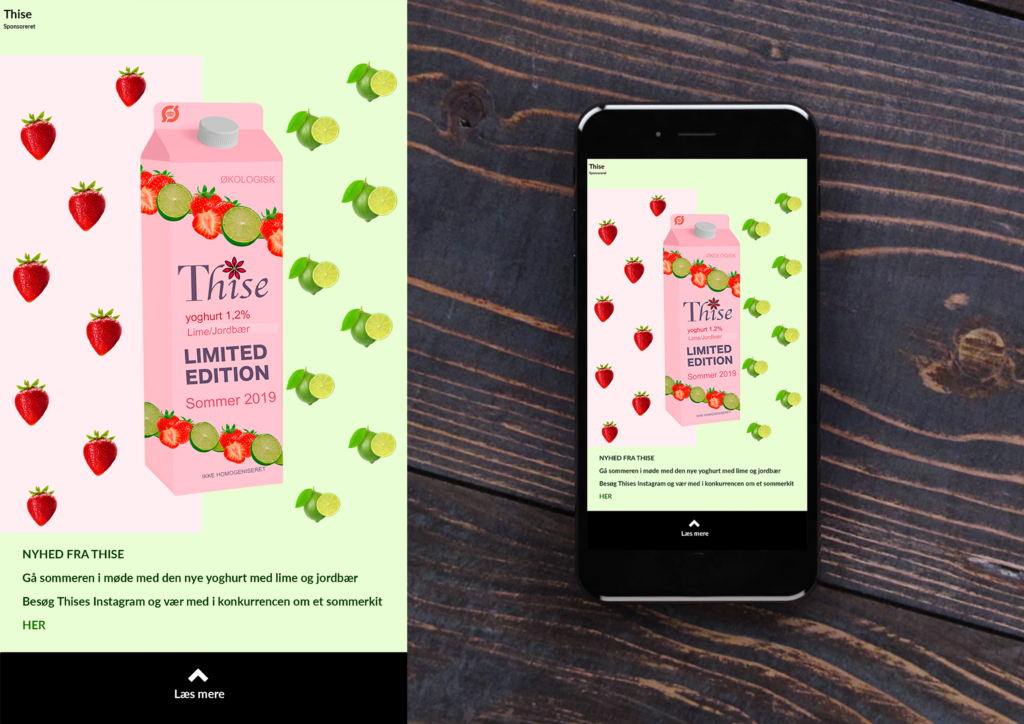 Thise
Sponsoreret
ØKOLOGISK
Thise
yoghurt 1,2%
Lime/Jordbær
LIMITED
EDITION
Sommer 2019
IKKE HOMOGENISERET
NYHED FRA THISE
Gå sommeren i møde med den nye yoghurt med lime og jordbær
Besøg Thises Instagram og vær med i konkurrencen om et sommerkit
HER
Læs mere
Thise
Sponsoreret
ØKOLOGISK
Thise
yoghurt 1,2%
Lime/Jordbær
LIMITED
EDITION
Sommer 2019
IKKE HOMOGENISERET
NYHED FRA THISE
Gå sommeren i møde med den nye yoghurt med lime og jordbær
Besøg Thises Instagram og vær med i konkurrencen om et sommerkit
HER
Læs mere